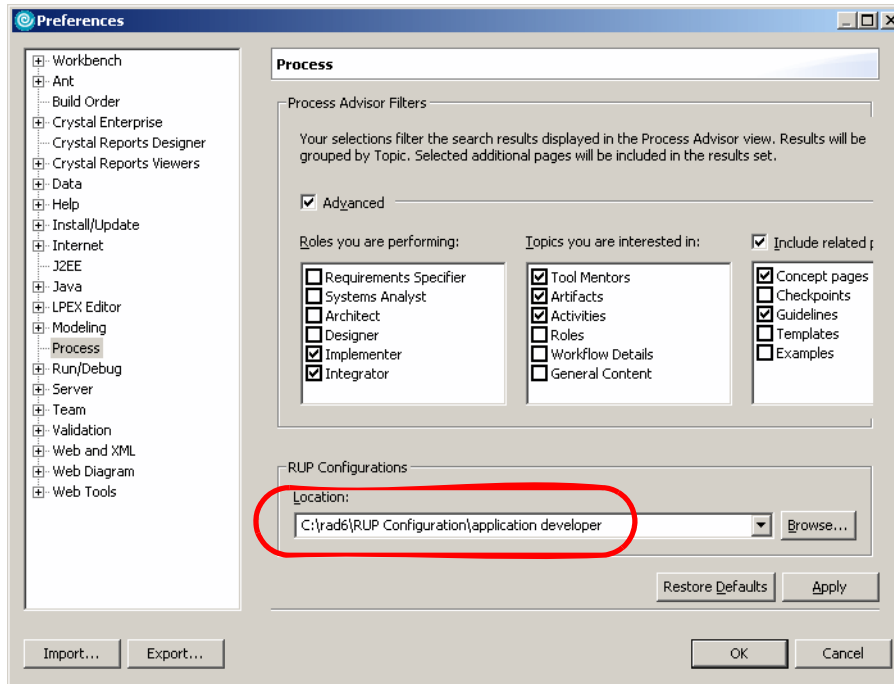 Preferences
Workbench
Ant
Build Order
Crystal Enterprise
Crystal Reports Designer
Crystal Reports Viewers
Data
Help
Install/Update
Internet
J2EE
Java
LPEX Editor
Modeling
Process
Run/Debug
Server
Team
Validation
Web and XML
Web Diagram
Web Tools
Process
Process Advisor Filters
Your selections filter the search results displayed in the Process Advisor view. Results will be
grouped by Topic. Selected additional pages will be included in the results set.
Advanced
Roles you are performing:
Requirements Specifier
Systems Analyst
Architect
Designer
Implementer
Integrator
Topics you are interested in:
Tool Mentors
Artifacts
Activities
Roles
Workflow Details
General Content
Include related
Concept pages
Checkpoints
Guidelines
Templates
Examples
RUP Configurations
Location:
C:\rad6\RUP Configuration\application developer
Browse...
Restore Defaults
Apply
Import...
Export...
OK
Cancel